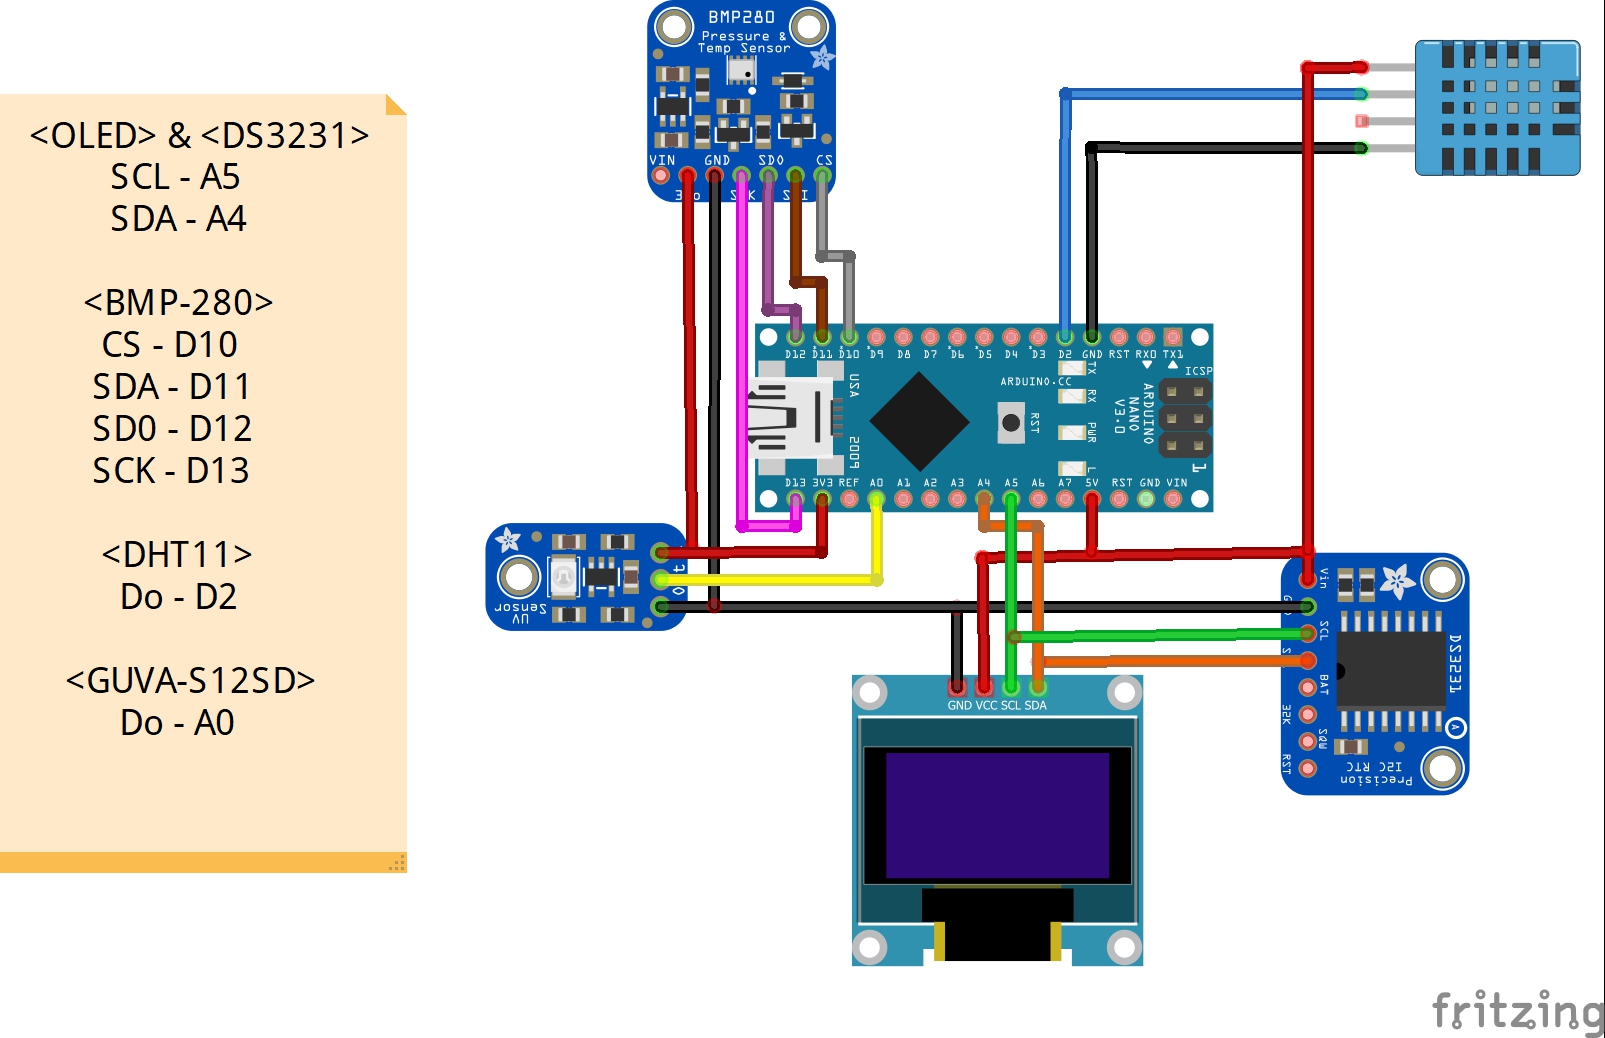 <OLED> & <DS3231>
SCL - A5
SDA - A4
<BMP-280>
CS - D10
SDA - D11
SD0 - D12
SCK - D13
<DHT11>
Do - D2
<GUVA-S12SD>
Do - A0
BMP280
Pressure &
Temp Sensor
VIN GND SDO CS
D12 D11 D10 D9 D8 D7 D6 D5 D4 D3 D2 GND RST RX0 TX1
ICSP
ARDUINO.CC
USA
2009
TX
RX
PWR
L
RST
ARDUINO
NANO
V3.0
1
D13 3V3 REF A0 A1 A2 A3 A4 A5 A6 A7 5V RST GND VIN
UV
Sensor
GND VCC SCL SDA
Vin
SCL
BAT
32K
SQW
RST
DS3231
Precision
I2C RTC
fritzing